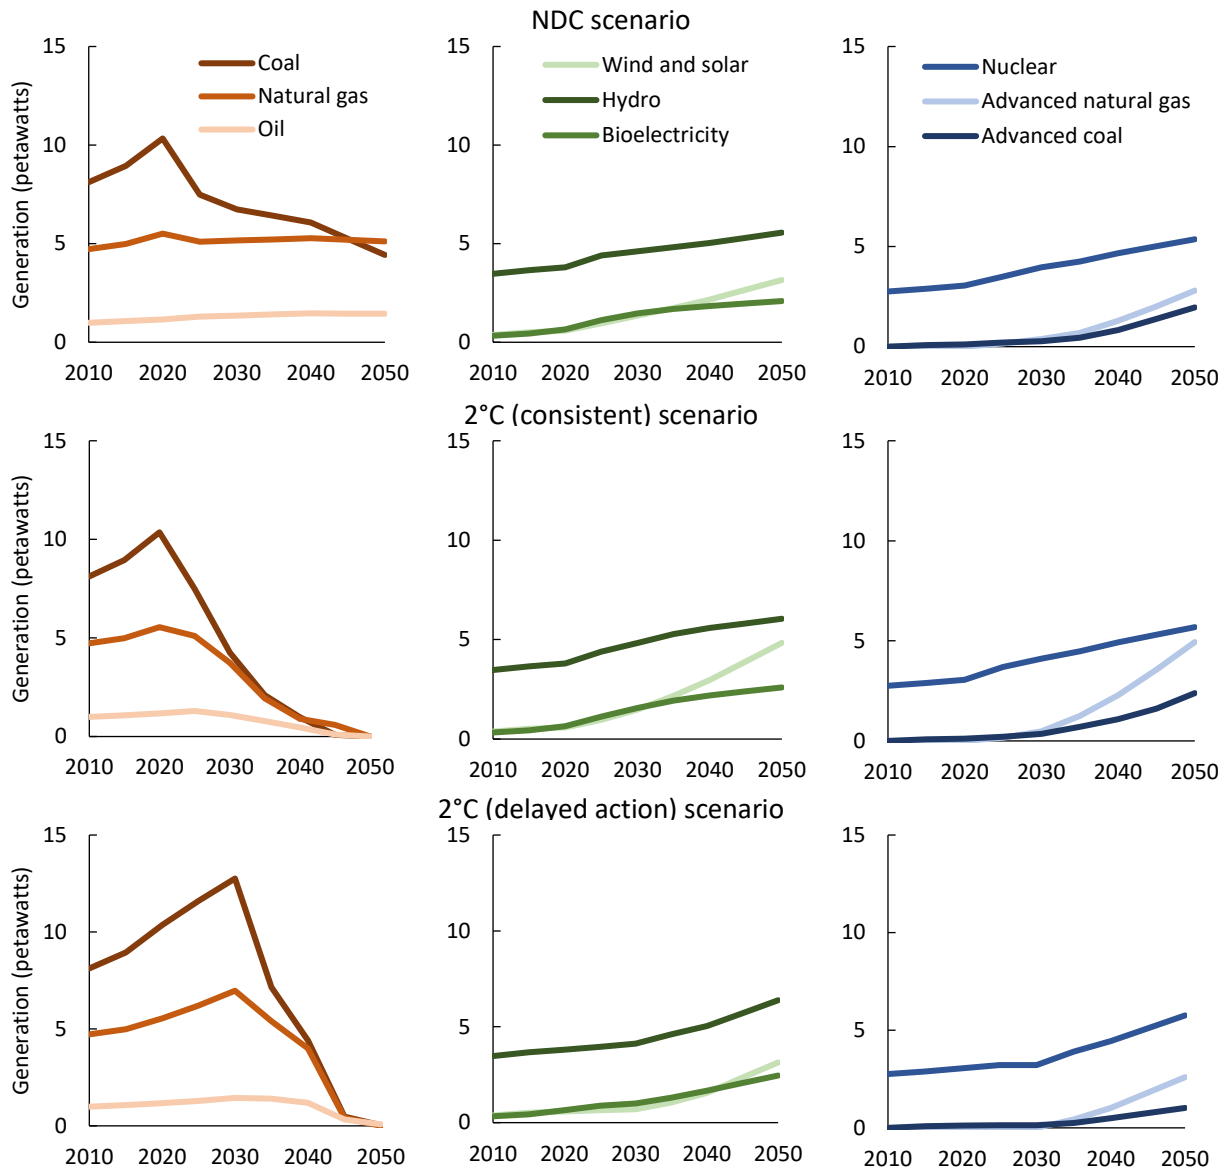 NDC scenario
Generation (petawatts)
15
10
5
0
Coal
Natural gas
Oil
2010 2020 2030 2040 2050
15
10
5
0
Wind and solar
Hydro
Bioelectricity
2010 2020 2030 2040 2050
15
10
5
0
Nuclear
Advanced natural gas
Advanced coal
2010 2020 2030 2040 2050
2°C (consistent) scenario
Generation (petawatts)
15
10
5
0
2010 2020 2030 2040 2050
15
10
5
0
2010 2020 2030 2040 2050
15
10
5
0
2010 2020 2030 2040 2050
2°C (delayed action) scenario
Generation (petawatts)
15
10
5
0
2010 2020 2030 2040 2050
15
10
5
0
2010 2020 2030 2040 2050
15
10
5
0
2010 2020 2030 2040 2050